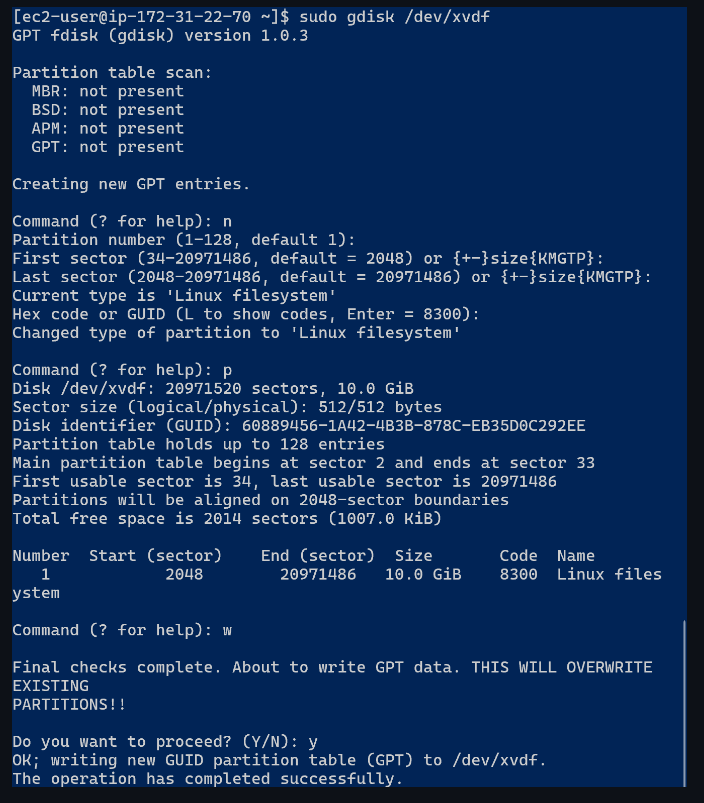 [ec2-user@ip-172-31-22-70 ~]$ sudo gdisk /dev/xvdf
GPT fdisk (gdisk) version 1.0.3
Partition table scan:
  MBR: not present
  BSD: not present
  APM: not present
  GPT: not present
Creating new GPT entries.
Command (? for help): n
Partition number (1-128, default 1):
First sector (34-20971486, default = 2048) or {+-}size{KMGTP}:
Last sector (2048-20971486, default = 20971486) or {+-}size{KMGTP}:
Current type is 'Linux filesystem'
Hex code or GUID (L to show codes, Enter = 8300):
Changed type of partition to 'Linux filesystem'
Command (? for help): p
Disk /dev/xvdf: 20971520 sectors, 10.0 GiB
Sector size (logical/physical): 512/512 bytes
Disk identifier (GUID): 60889456-1A42-4B3B-878C-EB35D0C292EE
Partition table holds up to 128 entries
Main partition table begins at sector 2 and ends at sector 33
First usable sector is 34, last usable sector is 20971486
Partitions will be aligned on 2048-sector boundaries
Total free space is 2014 sectors (1007.0 KiB)
Number  Start (sector)    End (sector)  Size       Code  Name
   1            2048        20971486   10.0 GiB    8300  Linux files
ystem
Command (? for help): w
Final checks complete. About to write GPT data. THIS WILL OVERWRITE
EXISTING
PARTITIONS!!
Do you want to proceed? (Y/N): y
OK; writing new GUID partition table (GPT) to /dev/xvdf.
The operation has completed successfully.